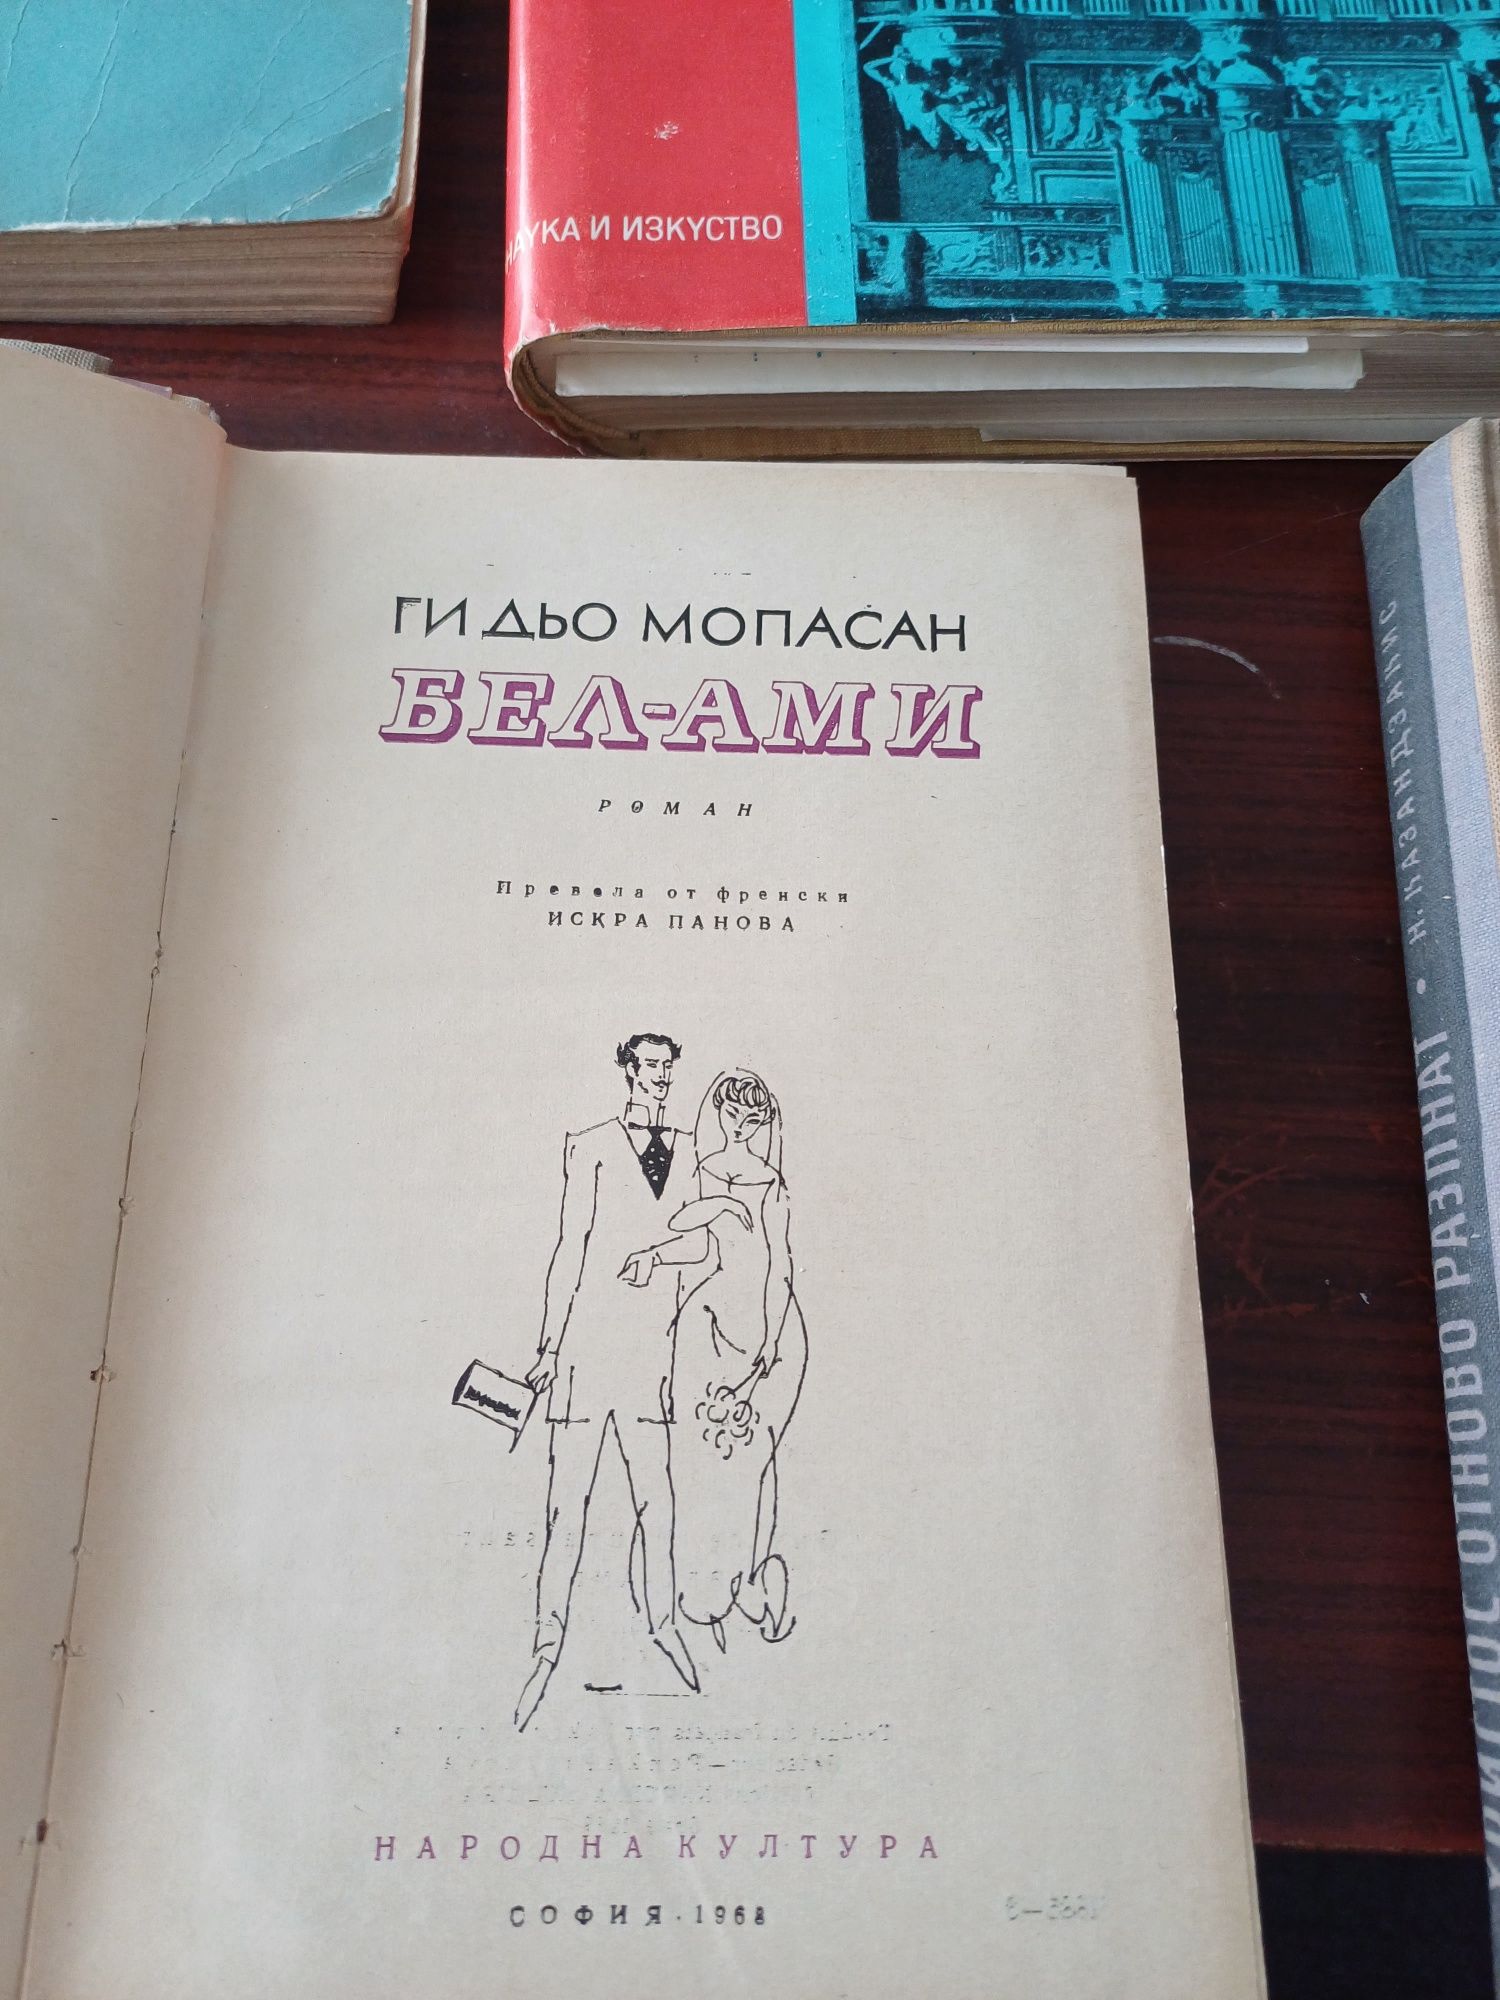 НАУКА И ИЗКУСТВО
ГИ ДЬО МОПАСАН
БЕЛ-АМИ
РОМАН
Превела от френски
ИСКРА ПАНОВА
НАРОДНА КУЛТУРА
СОФИЯ · 1968
ХРИСТОС ОТНОВО РАЗПНАТ • Н. КАЗАНДЗАКИС